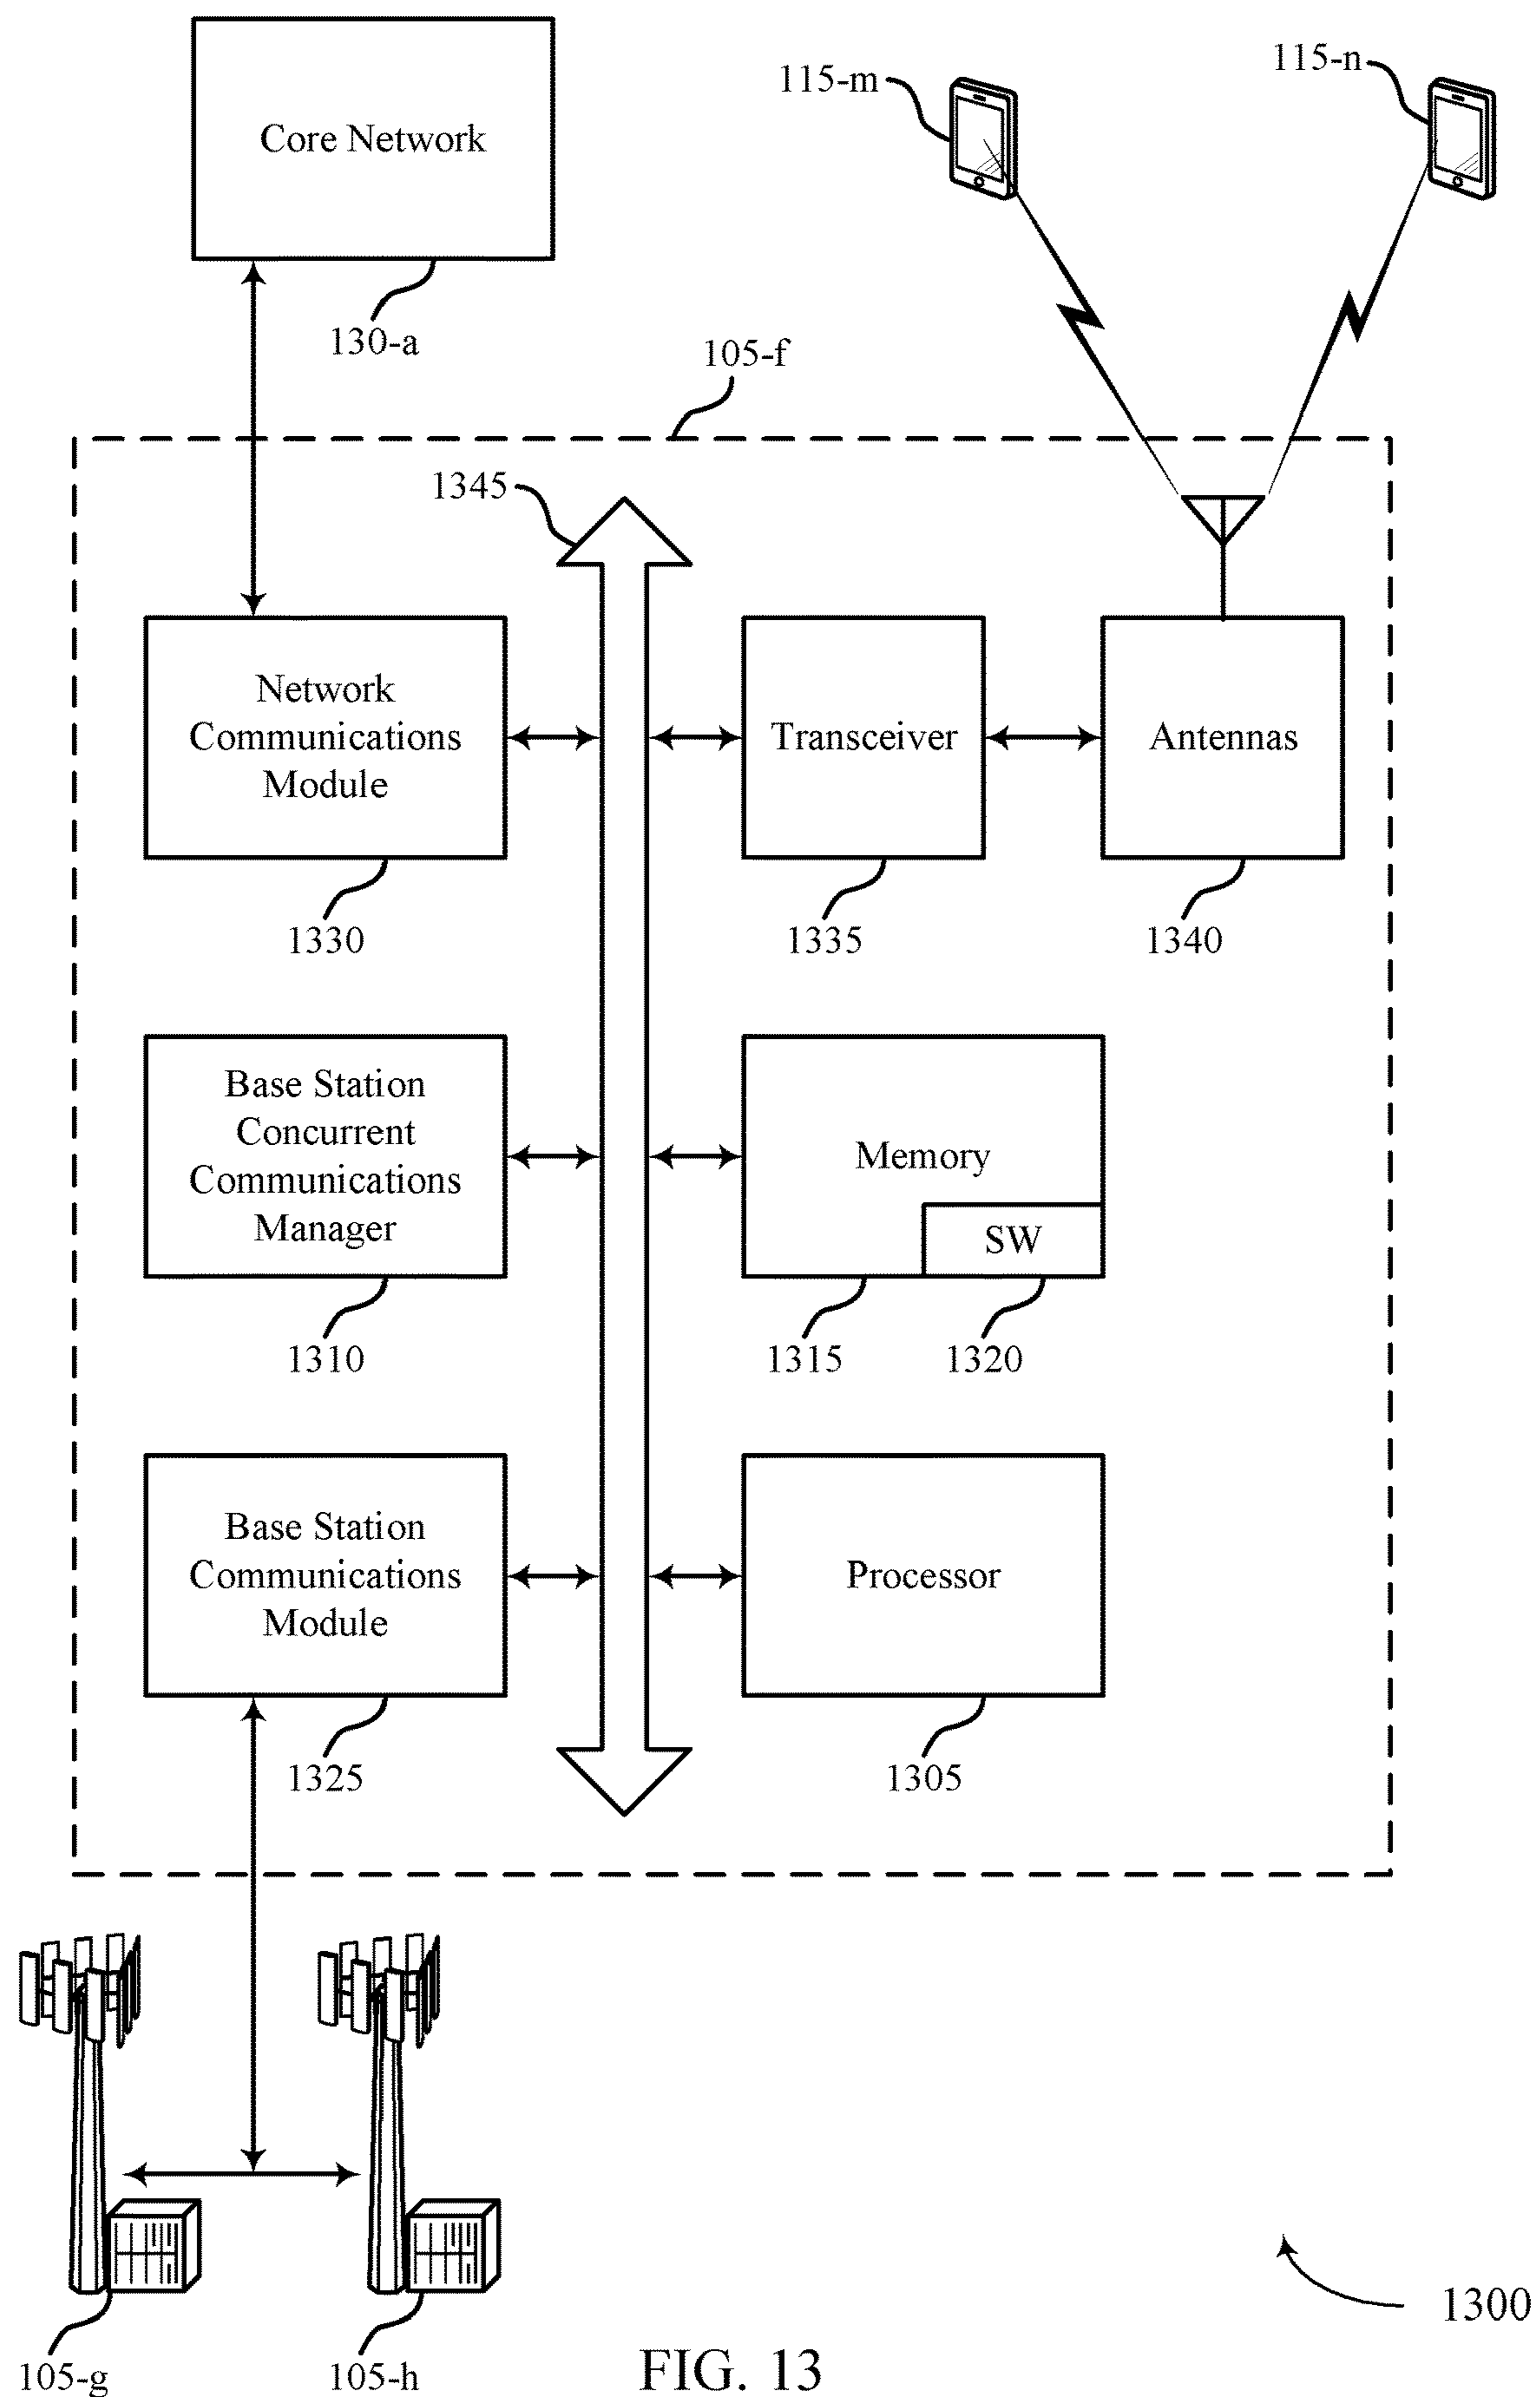 Core Network
130-a
115-m
115-n
105-f
1345
Network
Communications
Module
1330
Transceiver
1335
Antennas
1340
Base Station
Concurrent
Communications
Manager
1310
Memory
SW
1315
1320
Base Station
Communications
Module
1325
Processor
1305
105-g
105-h
1300
FIG. 13